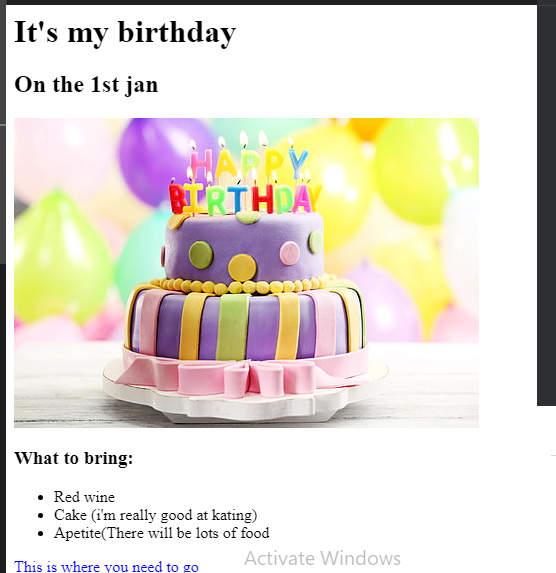 It's my birthday
On the 1st jan
HAPPY
BIRTHDAY
What to bring:
Red wine
Cake (i'm really good at kating)
Apetite(There will be lots of food
This is where you need to go
Activate Windows